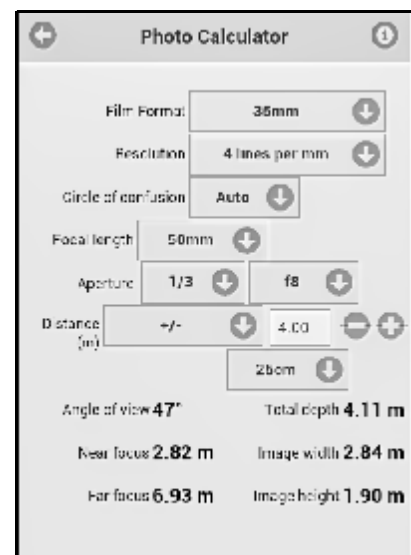 Photo Calculator 1
Film Format 35mm
Resolution 4 lines per mm
Circle of confusion Auto
Focal length 50mm
Aperture 1/3 f8
Distance (m) +/- 4.00
25cm
Angle of view 47° Total depth 4.11 m
Near focus 2.82 m Image width 2.84 m
Far focus 6.93 m Image height 1.90 m